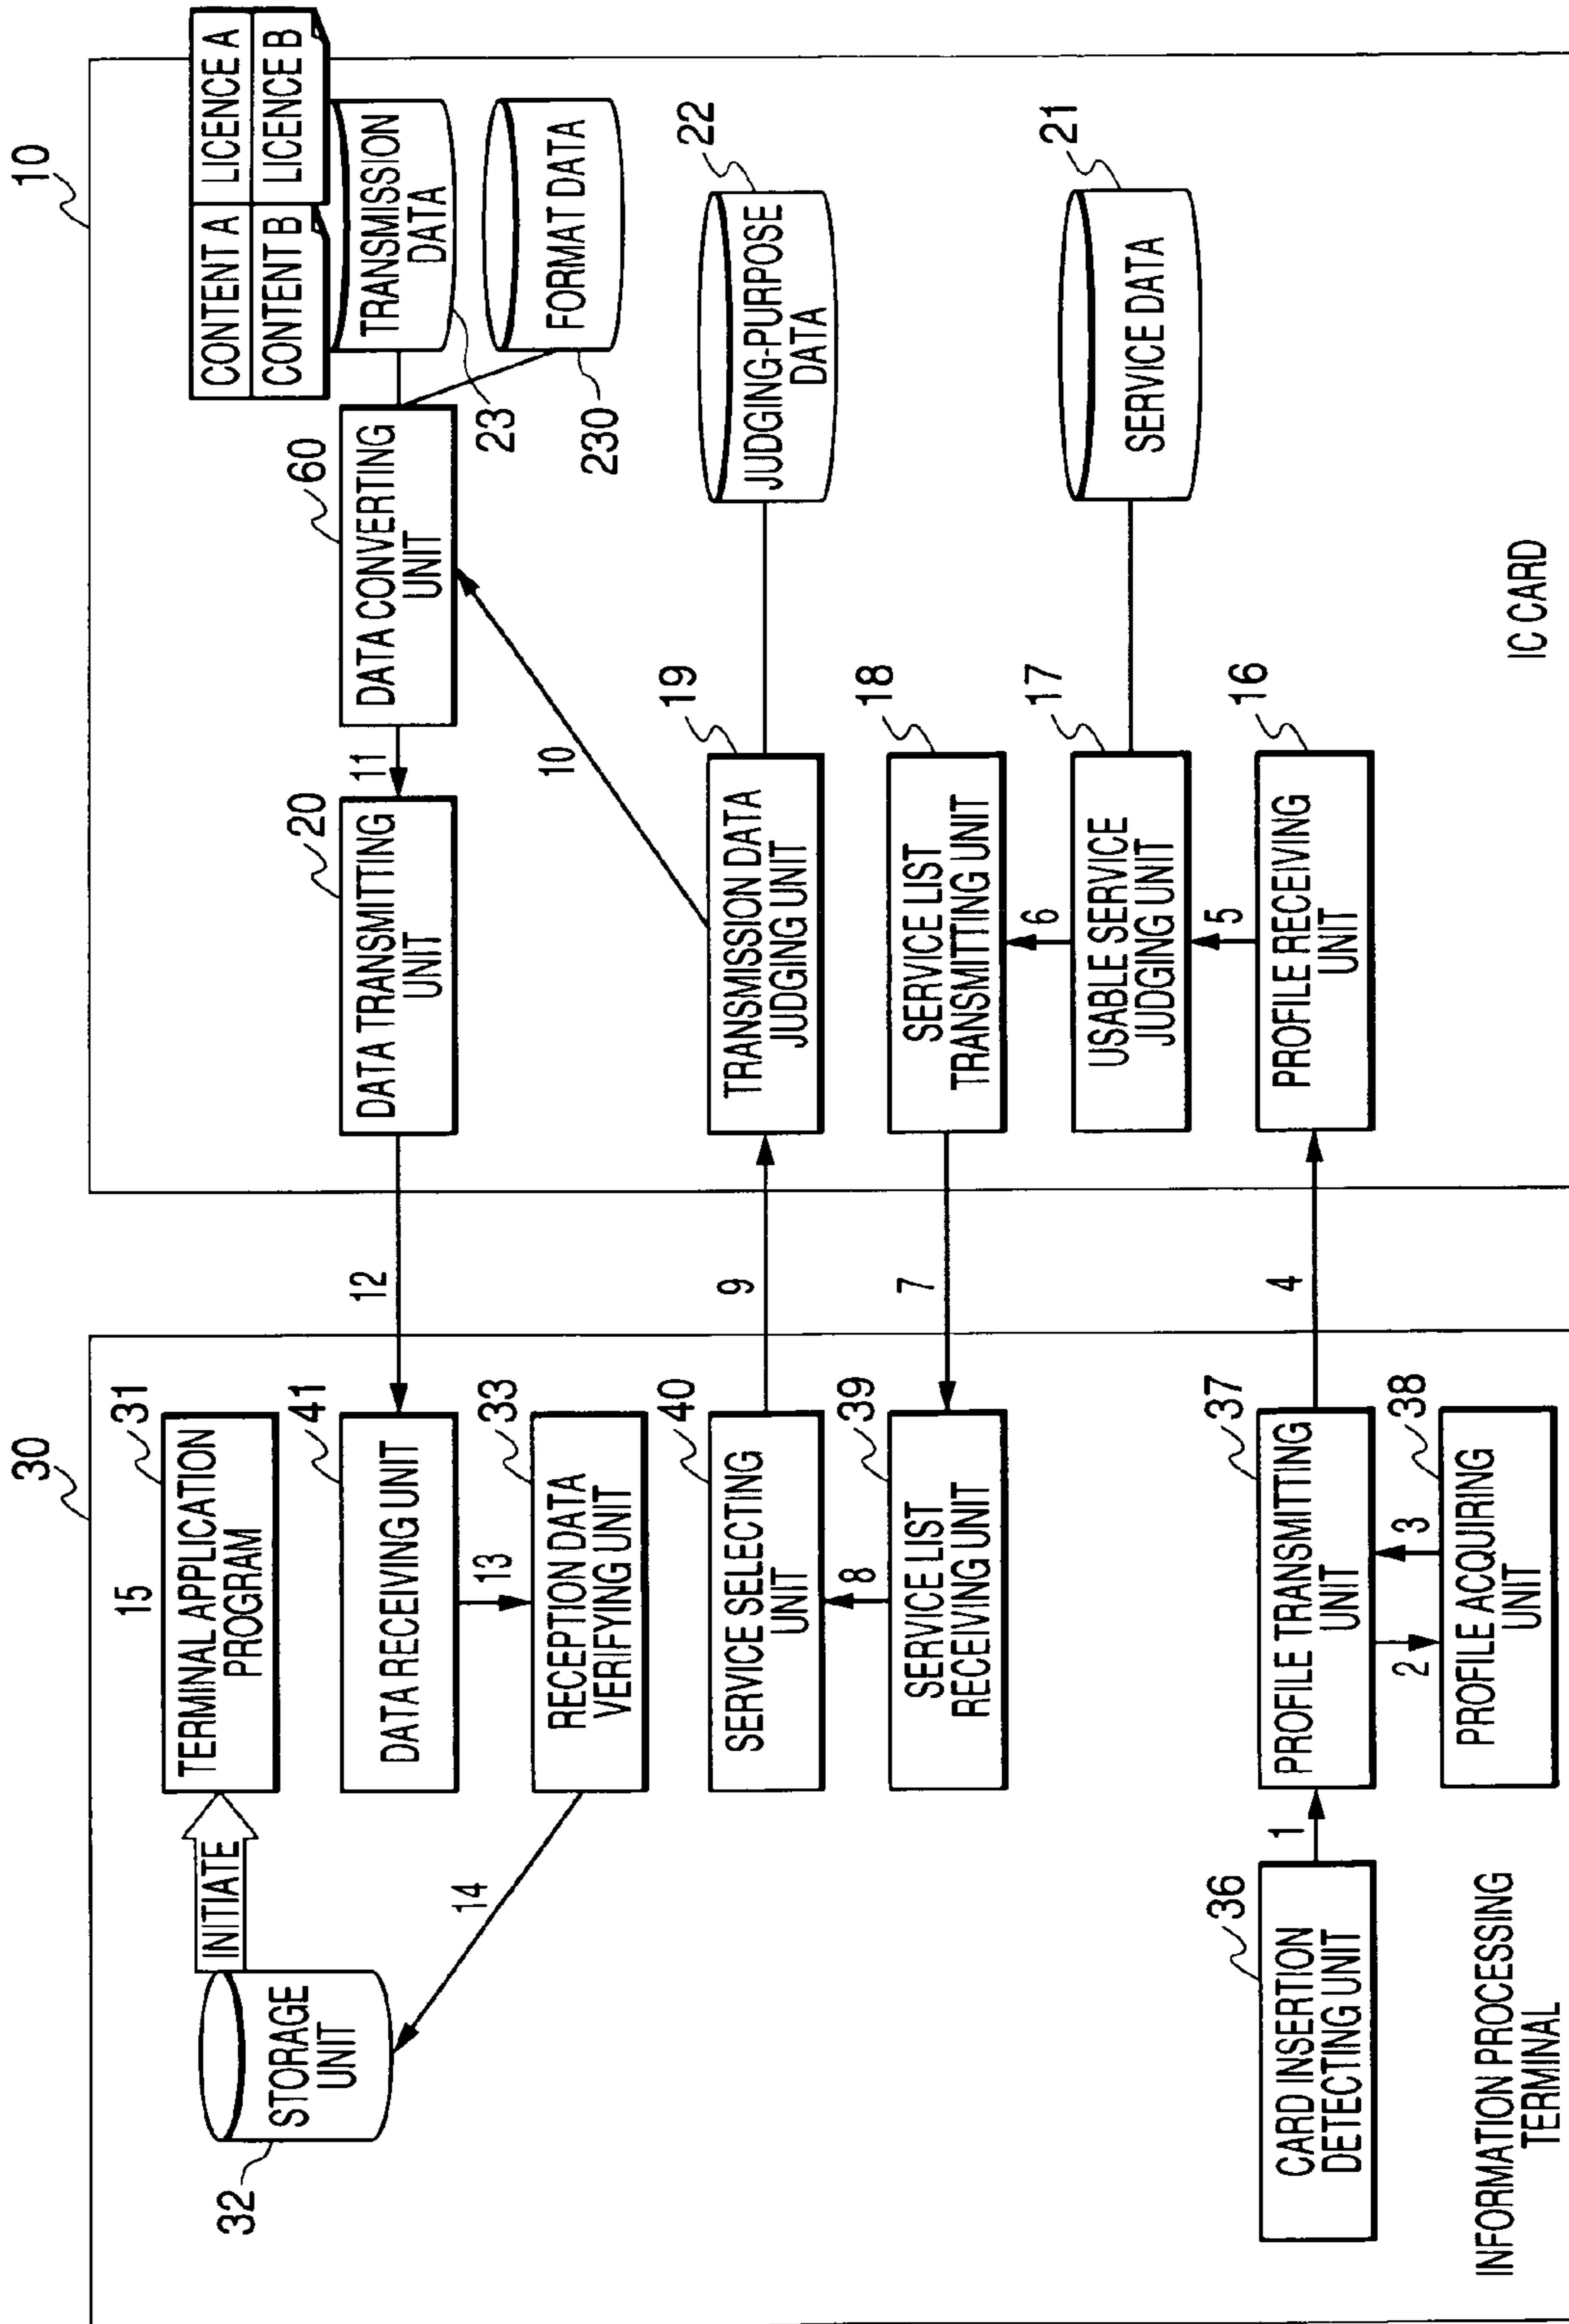 30
10
15
31
TERMINAL APPLICATION
PROGRAM
INITIATE
STORAGE
UNIT
32
41
DATA RECEIVING UNIT
13
33
RECEPTION DATA
VERIFYING UNIT
14
40
SERVICE SELECTING
UNIT
8
39
SERVICE LIST
RECEIVING UNIT
36
CARD INSERTION
DETECTING UNIT
1
37
PROFILE TRANSMITTING
UNIT
2
3
38
PROFILE ACQUIRING
UNIT
INFORMATION PROCESSING
TERMINAL
12
9
7
4
20
DATA TRANSMITTING
UNIT
11
60
DATA CONVERTING
UNIT
CONTENT A
LICENCE A
CONTENT B
LICENCE B
TRANSMISSION
DATA
23
FORMAT DATA
230
10
19
TRANSMISSION DATA
JUDGING UNIT
22
JUDGING-PURPOSE
DATA
18
SERVICE LIST
TRANSMITTING UNIT
6
17
USABLE SERVICE
JUDGING UNIT
21
SERVICE DATA
5
16
PROFILE RECEIVING
UNIT
IC CARD